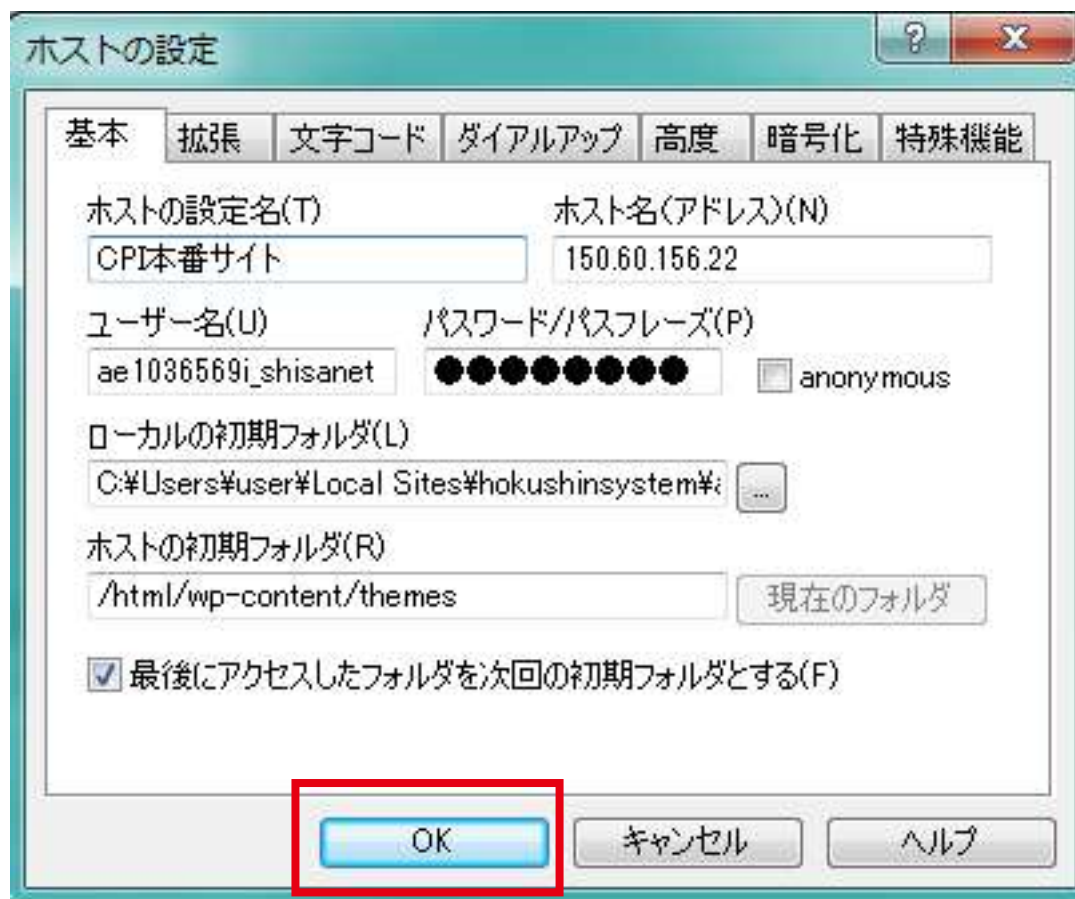 ホストの設定
基本 拡張 文字コード ダイアルアップ 高度 暗号化 特殊機能
ホストの設定名(T) ホスト名(アドレス)(N)
CPI本番サイト 150.60.156.22
ユーザー名(U) パスワード/パスフレーズ(P)
ae1036569i_shisanet ●●●●●●●● anonymous
ローカルの初期フォルダ(L)
C:¥Users¥user¥Local Sites¥hokushinsystem¥ ...
ホストの初期フォルダ(R)
/html/wp-content/themes 現在のフォルダ
最後にアクセスしたフォルダを次回の初期フォルダとする(F)
OK キャンセル ヘルプ